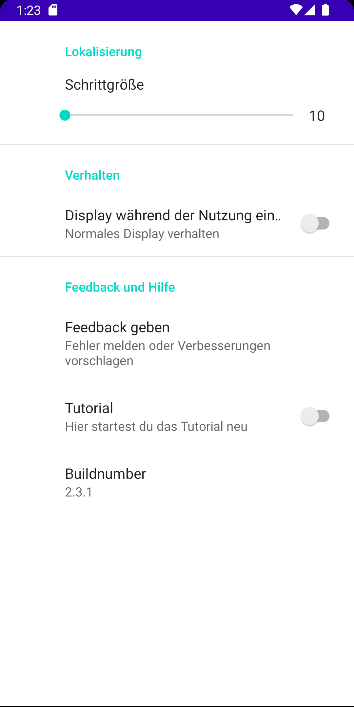 1:23
Lokalisierung
Schrittgröße
10
Verhalten
Display während der Nutzung ein..
Normales Display verhalten
Feedback und Hilfe
Feedback geben
Fehler melden oder Verbesserungen
vorschlagen
Tutorial
Hier startest du das Tutorial neu
Buildnumber
2.3.1